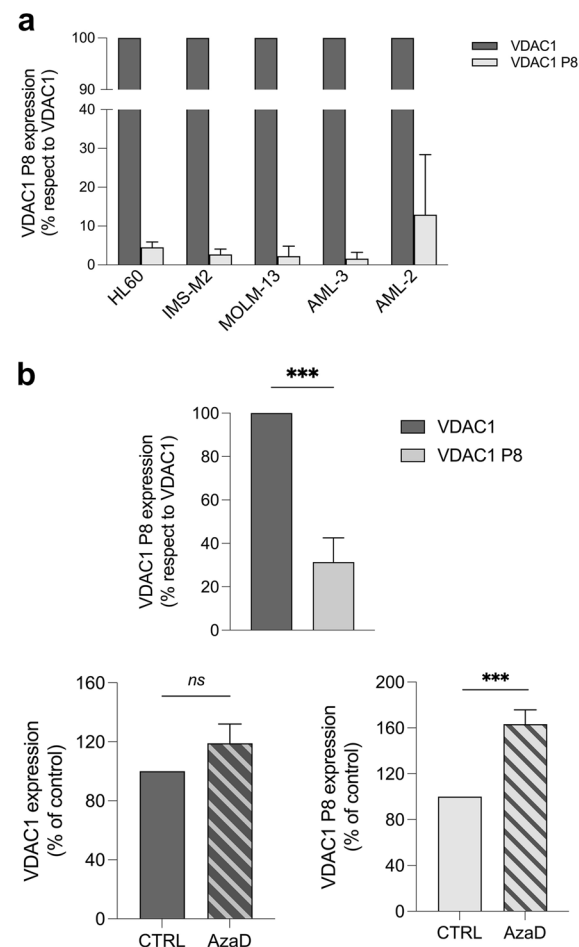 a
VDAC1 P8 expression
(% respect to VDAC1)
100
90
40
30
20
10
0
HL60
IMS-M2
MOLM-13
AML-3
AML-2
VDAC1
VDAC1 P8
b
VDAC1 P8 expression
(% respect to VDAC1)
100
80
60
40
20
0
***
VDAC1
VDAC1 P8
VDAC1 expression
(% of control)
160
120
80
40
0
ns
CTRL
AzaD
VDAC1 P8 expression
(% of control)
200
160
120
80
40
0
***
CTRL
AzaD